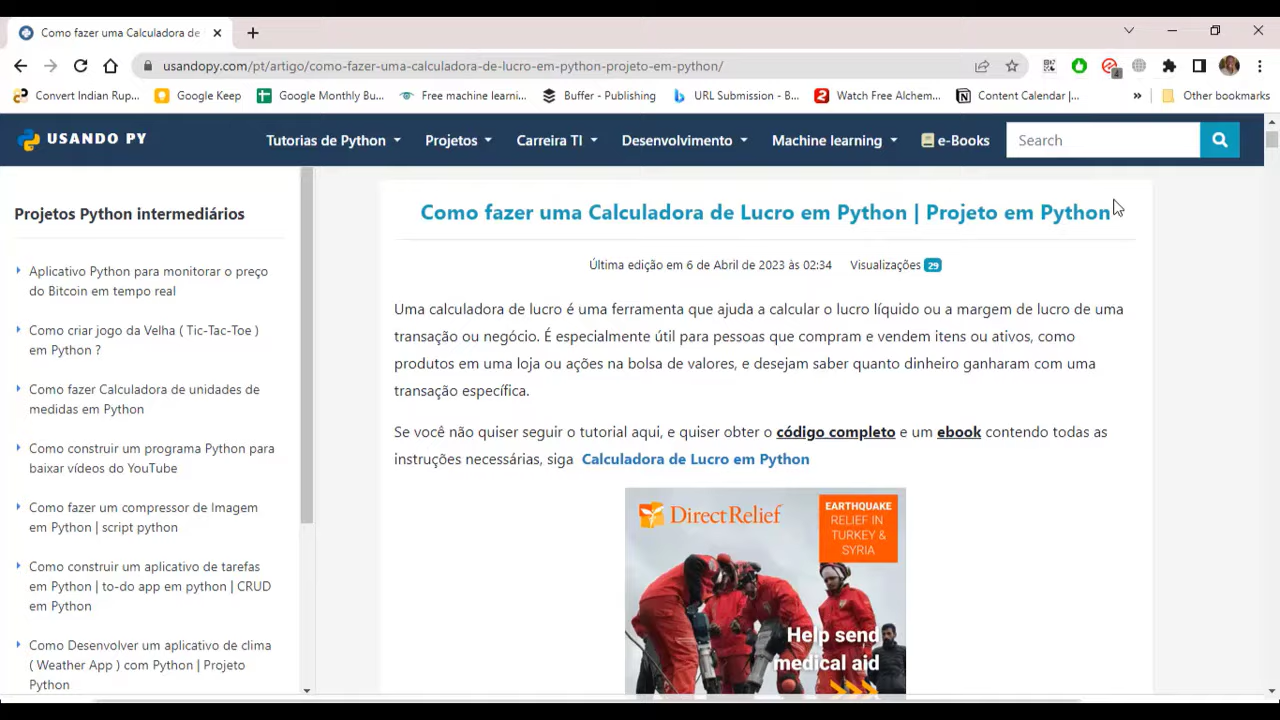 Como fazer uma Calculadora de
usandopy.com/pt/artigo/como-fazer-uma-calculadora-de-lucro-em-python-projeto-em-python/
4
Convert Indian Rup...
Google Keep
Google Monthly Bu...
Free machine learni...
Buffer - Publishing
URL Submission - B...
2
Watch Free Alchem...
Content Calendar |...
»
Other bookmarks
USANDO PY
Tutorias de Python
Projetos
Carreira TI
Desenvolvimento
Machine learning
e-Books
Search
Projetos Python intermediários
Aplicativo Python para monitorar o preço
do Bitcoin em tempo real
Como criar jogo da Velha ( Tic-Tac-Toe )
em Python ?
Como fazer Calculadora de unidades de
medidas em Python
Como construir um programa Python para
baixar vídeos do YouTube
Como fazer um compressor de Imagem
em Python | script python
Como construir um aplicativo de tarefas
em Python | to-do app em python | CRUD
em Python
Como Desenvolver um aplicativo de clima
( Weather App ) com Python | Projeto
Python
Como fazer uma Calculadora de Lucro em Python | Projeto em Python
Última edição em 6 de Abril de 2023 às 02:34 Visualizações 29
Uma calculadora de lucro é uma ferramenta que ajuda a calcular o lucro líquido ou a margem de lucro de uma
transação ou negócio. É especialmente útil para pessoas que compram e vendem itens ou ativos, como
produtos em uma loja ou ações na bolsa de valores, e desejam saber quanto dinheiro ganharam com uma
transação específica.
Se você não quiser seguir o tutorial aqui, e quiser obter o código completo e um ebook contendo todas as
instruções necessárias, siga Calculadora de Lucro em Python
DirectRelief
EARTHQUAKE
RELIEF IN
TURKEY &
SYRIA
Help send
medical aid